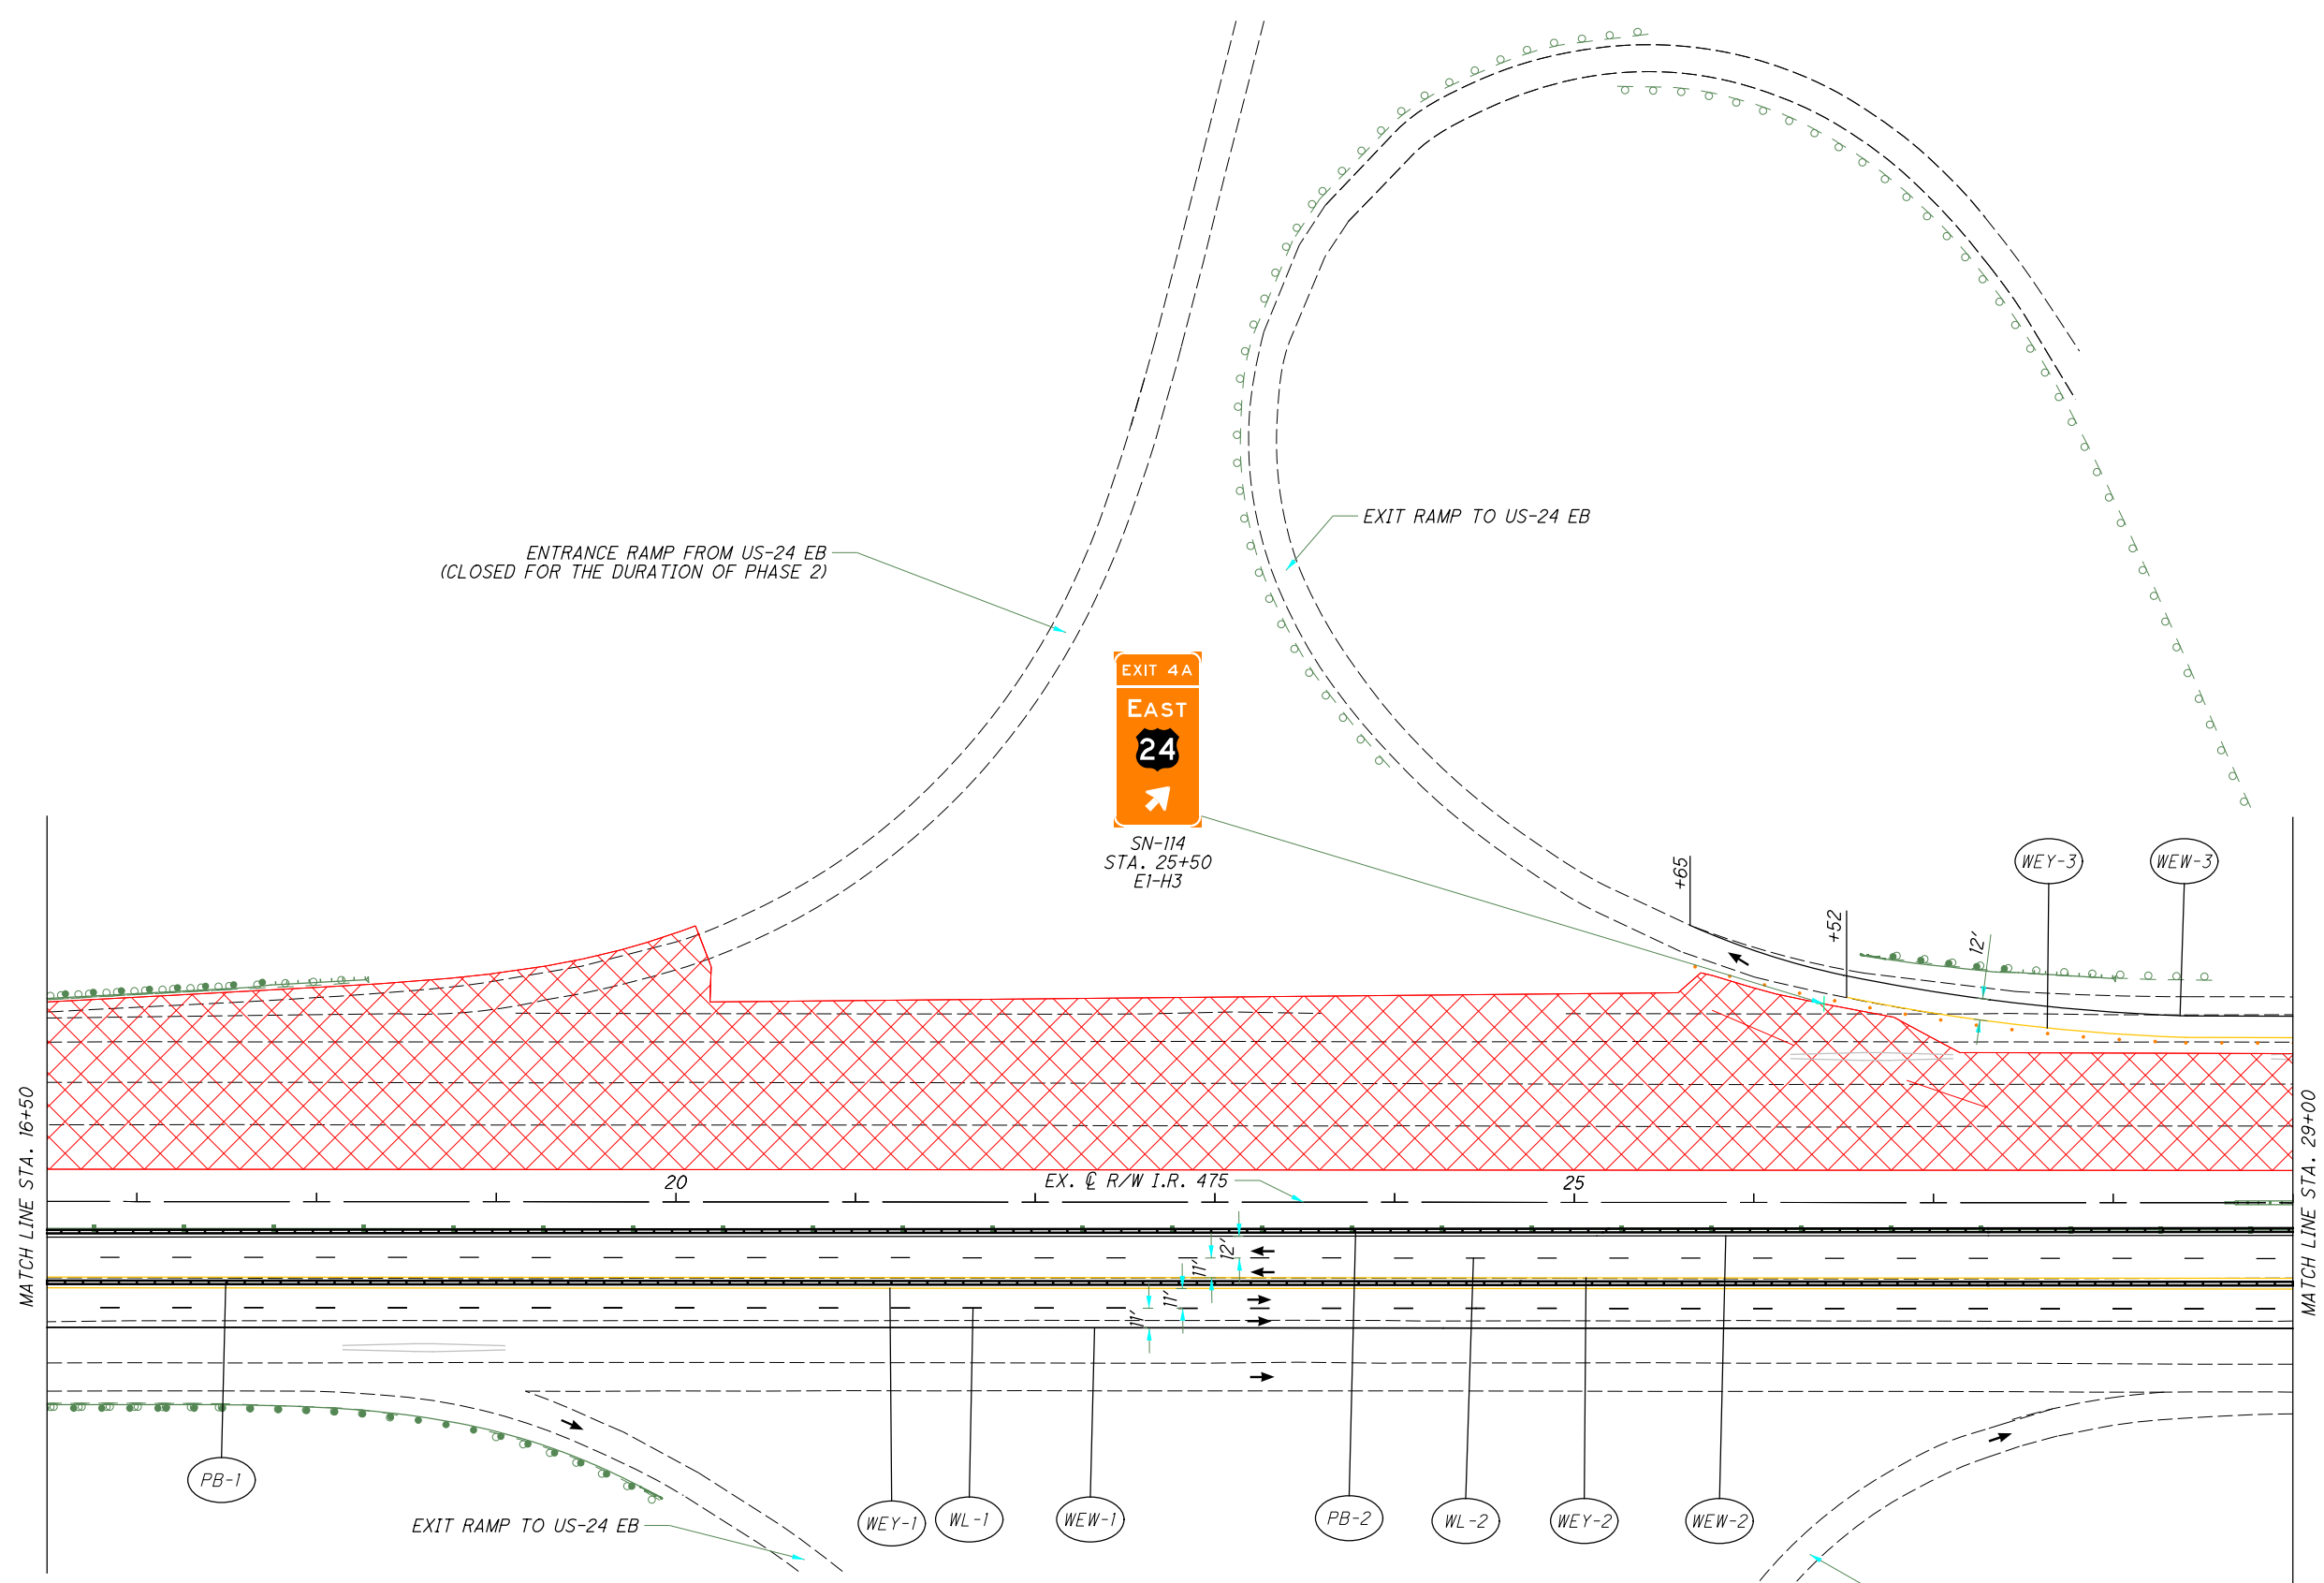 EXIT RAMP TO US-24 EB
ENTRANCE RAMP FROM US-24 EB
(CLOSED FOR THE DURATION OF PHASE 2)
EXIT 4A
EAST
24
SN-114
STA. 25+50
E1-H3
+65
+52
12'
WEY-3
WEW-3
MATCH LINE STA. 16+50
MATCH LINE STA. 29+00
20
EX. ℄ R/W I.R. 475
25
12'
11'
11'
11'
PB-1
WEY-1
WL-1
WEW-1
PB-2
WL-2
WEY-2
WEW-2
EXIT RAMP TO US-24 EB